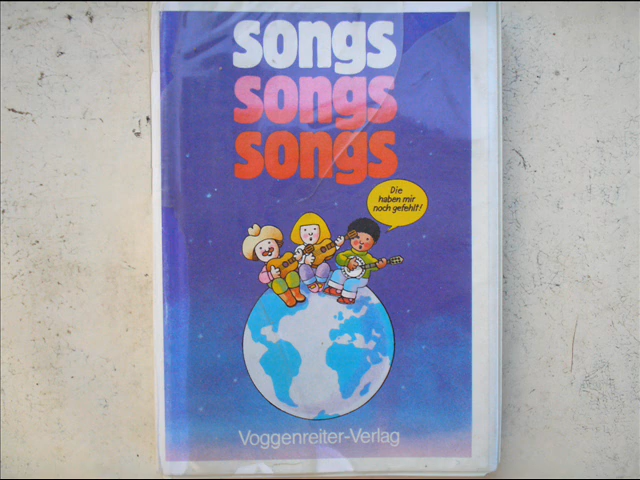 songs
songs
songs
Die
haben mir
noch gefehlt!
Voggenreiter-Verlag